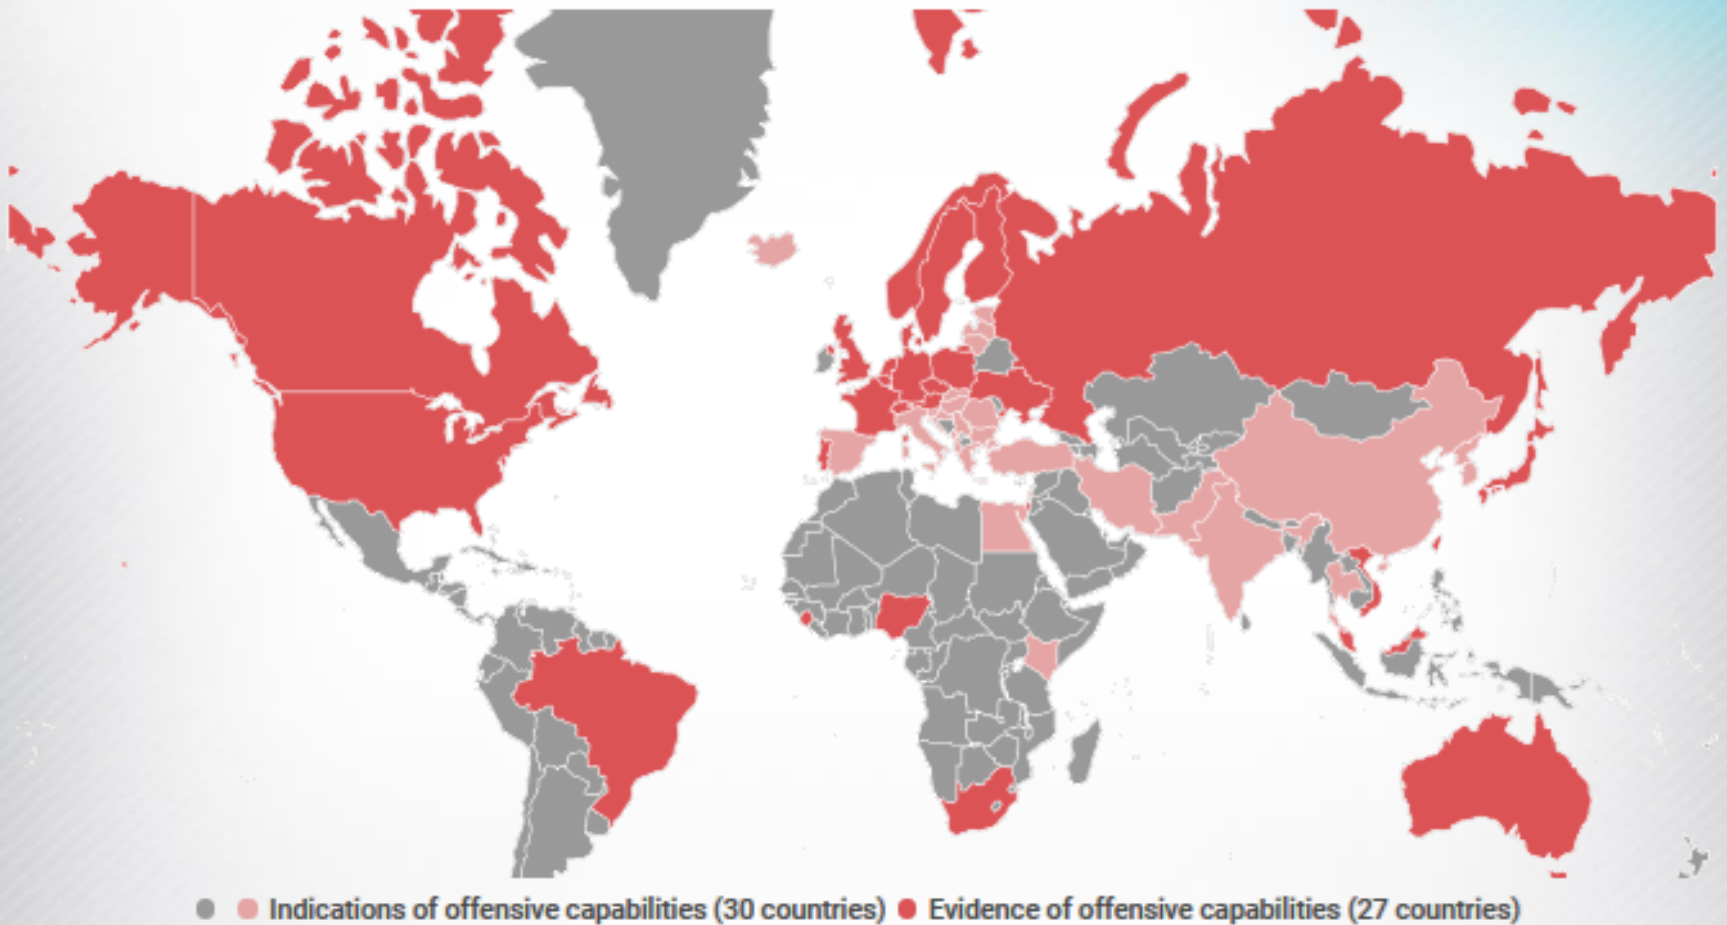 Indications of offensive capabilities (30 countries) Evidence of offensive capabilities (27 countries)